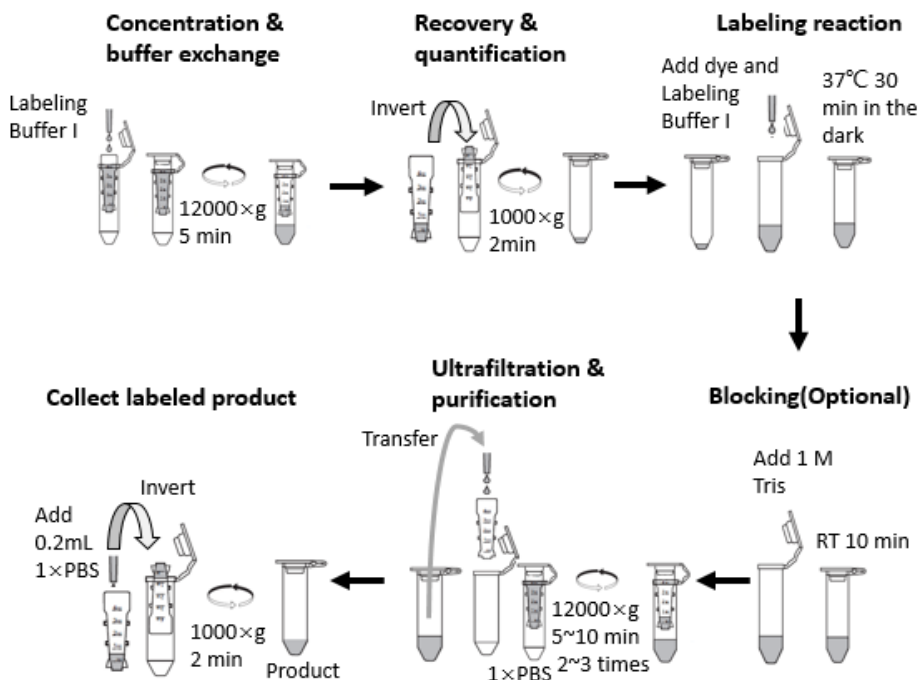 Concentration &
buffer exchange
Labeling
Buffer I
12000×g
5 min
Recovery &
quantification
Invert
1000×g
2min
Labeling reaction
Add dye and
Labeling
Buffer I
37℃ 30
min in the
dark
Blocking(Optional)
Add 1 M
Tris
RT 10 min
Ultrafiltration &
purification
Transfer
12000×g
5~10 min
2~3 times
1×PBS
Collect labeled product
Invert
Add
0.2mL
1×PBS
1000×g
2 min
Product